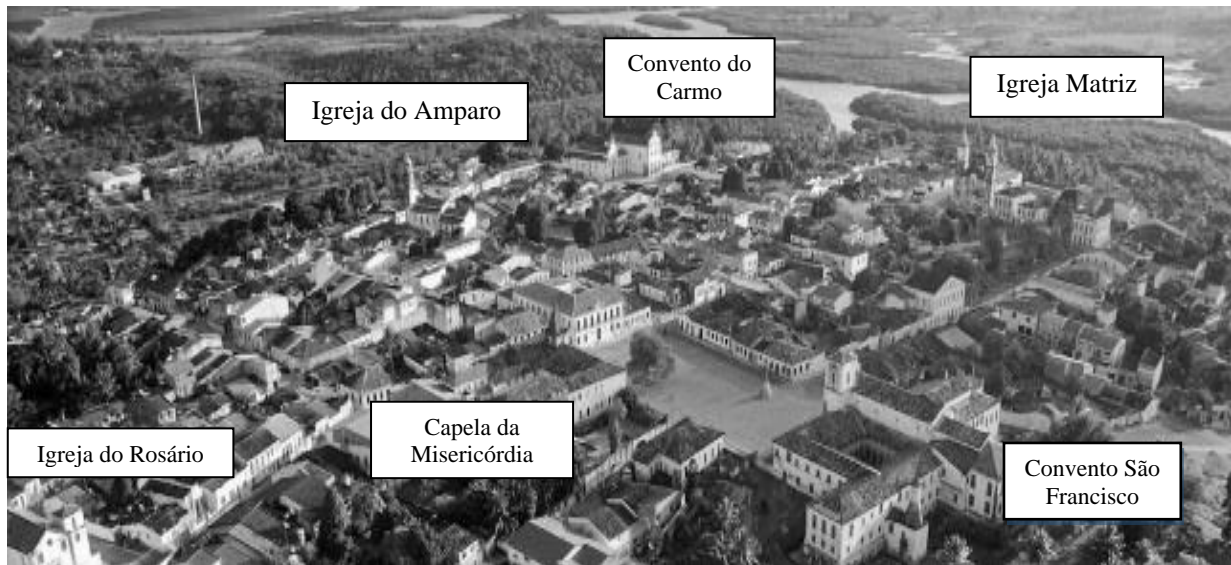 Igreja do Amparo
Convento do
Carmo
Igreja Matriz
Igreja do Rosário
Capela da
Misericórdia
Convento São
Francisco